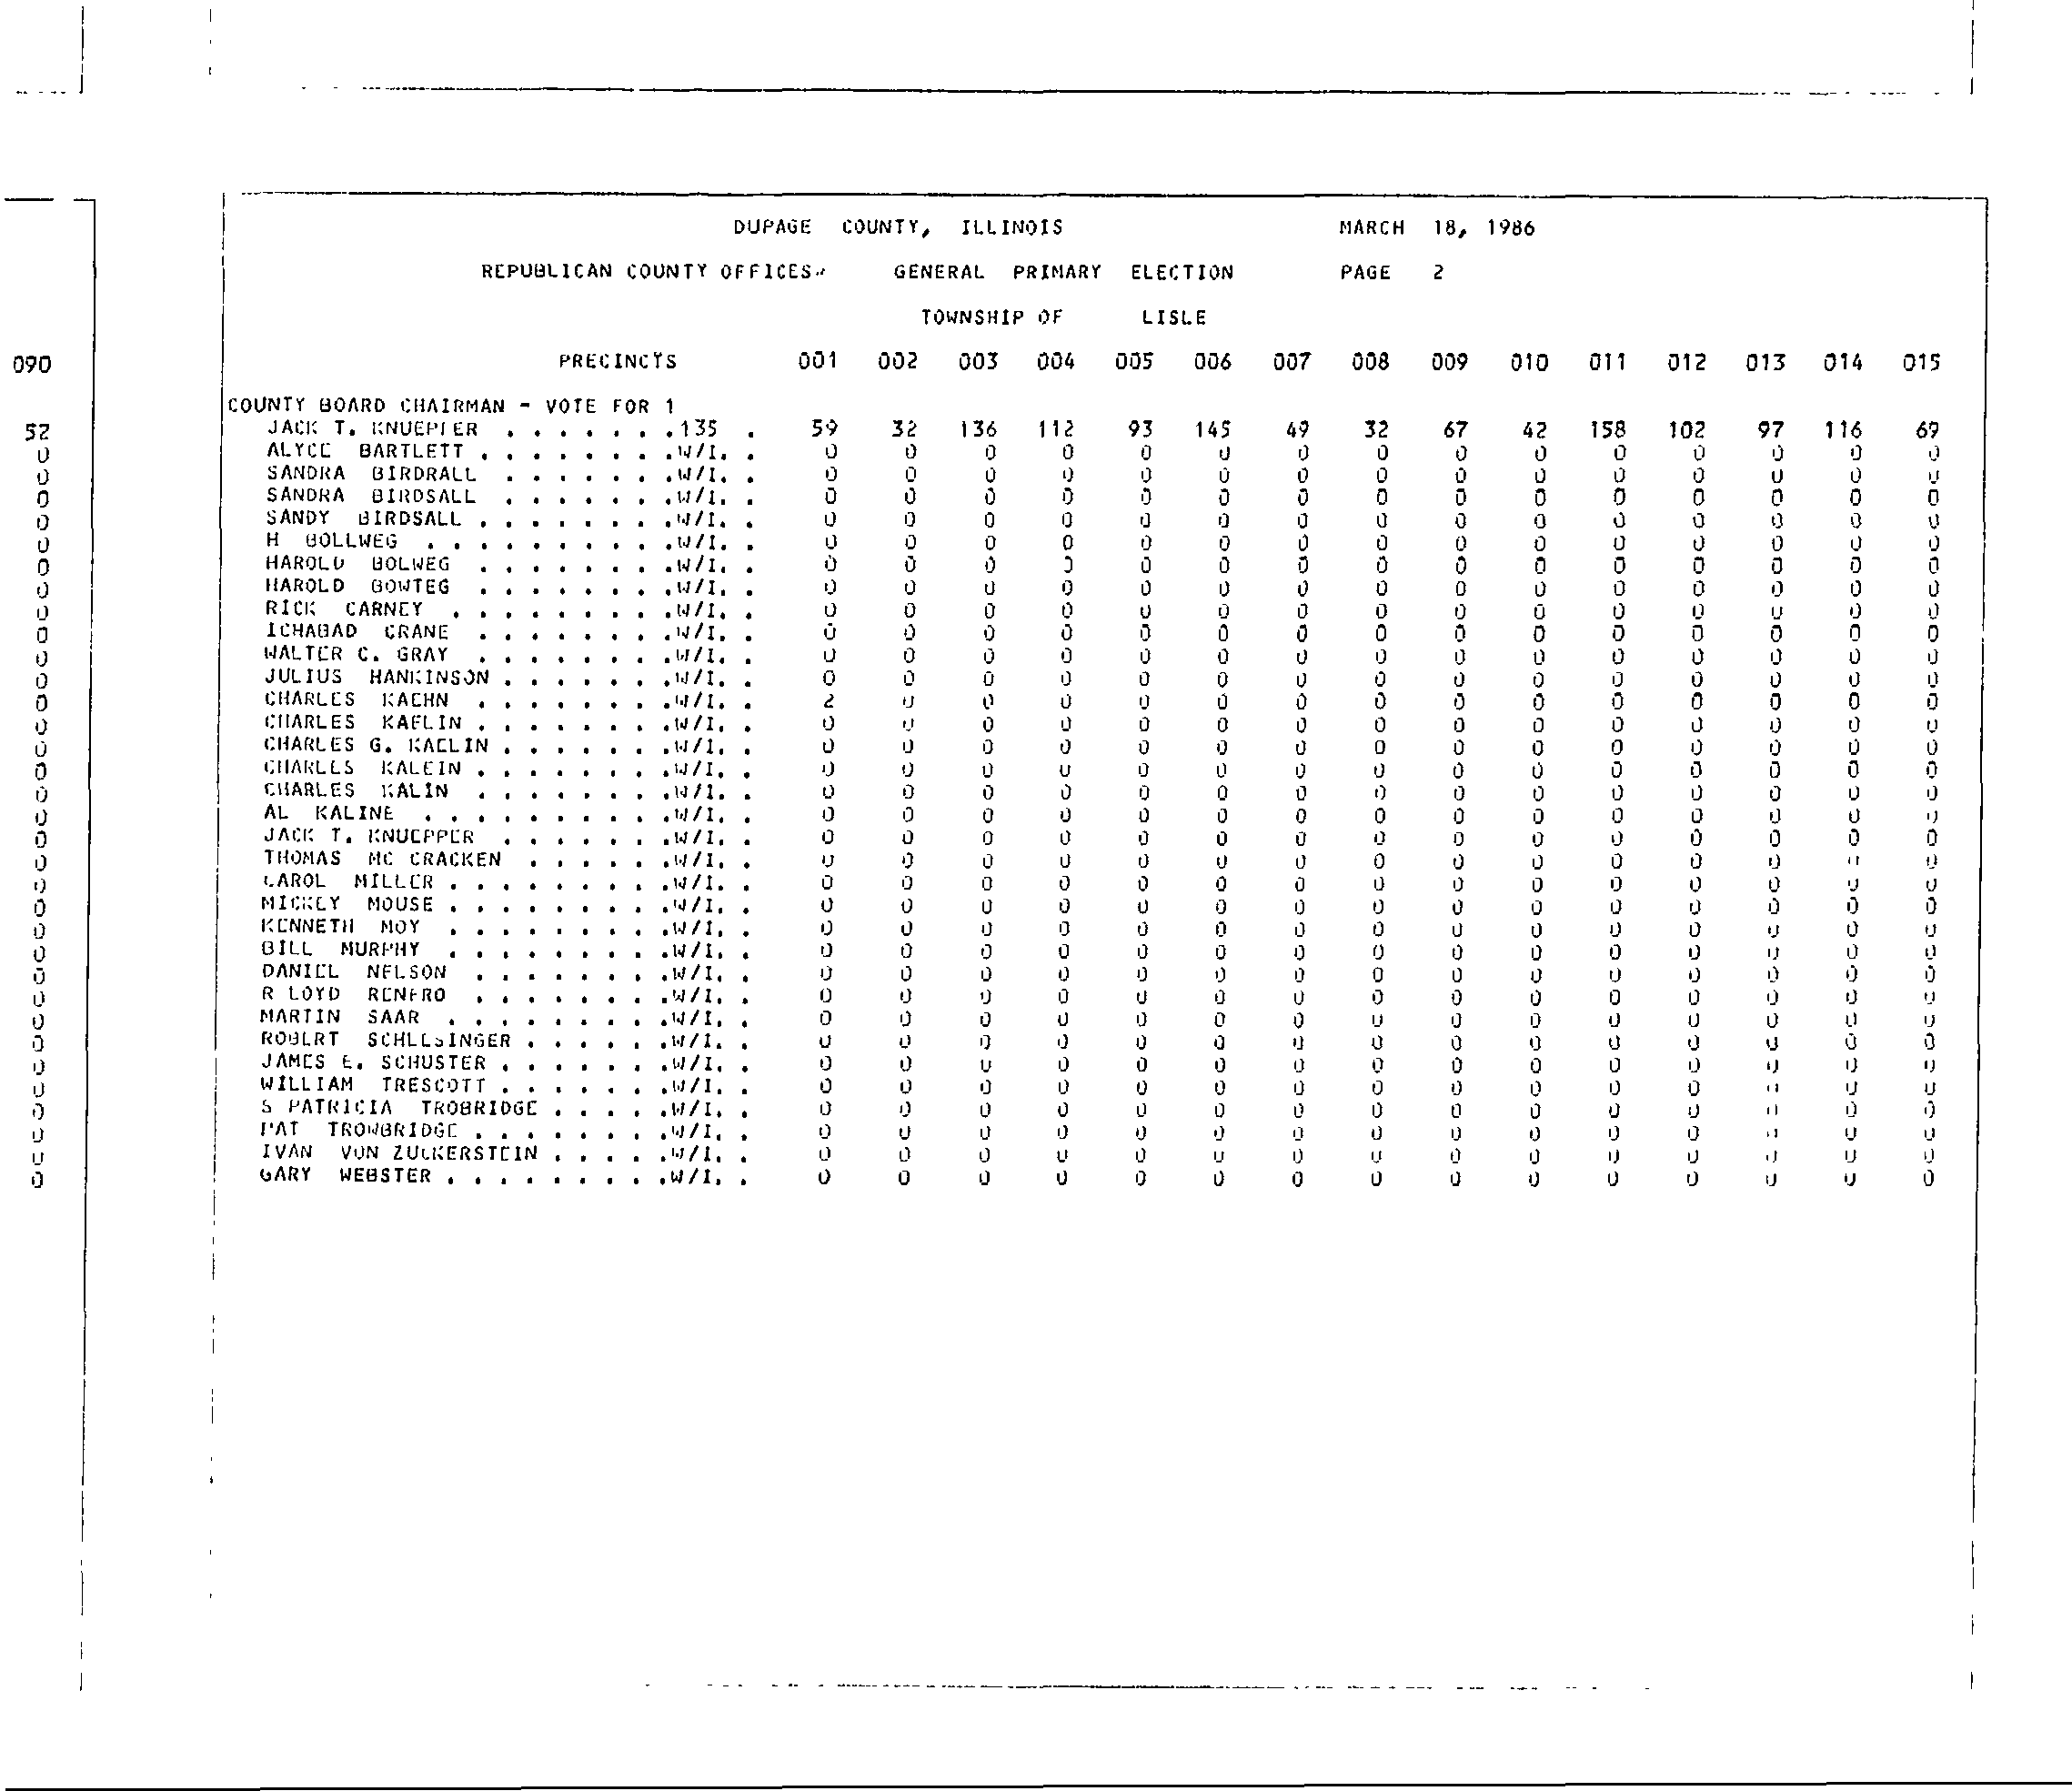 DUPAGE COUNTY, ILLINOIS MARCH 18, 1986
REPUBLICAN COUNTY OFFICES GENERAL PRIMARY ELECTION PAGE 2
TOWNSHIP OF LISLE
090 PRECINCTS 001 002 003 004 005 006 007 008 009 010 011 012 013 014 015
COUNTY BOARD CHAIRMAN - VOTE FOR 1
52 JACK T. KNUEPFER . . . . . . .135 . 59 32 136 112 93 145 49 32 67 42 158 102 97 116 69
0 ALYCE BARTLETT . . . . . . . .W/I. . 0 0 0 0 0 0 0 0 0 0 0 0 0 0 0
0 SANDRA BIRDRALL . . . . . . .W/I. . 0 0 0 0 0 0 0 0 0 0 0 0 0 0 0
0 SANDRA BIRDSALL . . . . . . .W/I. . 0 0 0 0 0 0 0 0 0 0 0 0 0 0 0
0 SANDY BIRDSALL . . . . . . . .W/I. . 0 0 0 0 0 0 0 0 0 0 0 0 0 0 0
0 H BOLLWEG . . . . . . . . . .W/I. . 0 0 0 0 0 0 0 0 0 0 0 0 0 0 0
0 HAROLD BOLWEG . . . . . . . .W/I. . 0 0 0 0 0 0 0 0 0 0 0 0 0 0 0
0 HAROLD BOWTEG . . . . . . . .W/I. . 0 0 0 0 0 0 0 0 0 0 0 0 0 0 0
0 RICK CARNEY . . . . . . . . .W/I. . 0 0 0 0 0 0 0 0 0 0 0 0 0 0 0
0 ICHABAD CRANE . . . . . . . .W/I. . 0 0 0 0 0 0 0 0 0 0 0 0 0 0 0
0 WALTER C. GRAY . . . . . . . .W/I. . 0 0 0 0 0 0 0 0 0 0 0 0 0 0 0
0 JULIUS HANKINSON . . . . . . .W/I. . 0 0 0 0 0 0 0 0 0 0 0 0 0 0 0
0 CHARLES KAEHN . . . . . . . .W/I. . 2 0 0 0 0 0 0 0 0 0 0 0 0 0 0
0 CHARLES KAELIN . . . . . . . .W/I. . 0 0 0 0 0 0 0 0 0 0 0 0 0 0 0
0 CHARLES G. KAELIN . . . . . . .W/I. . 0 0 0 0 0 0 0 0 0 0 0 0 0 0 0
0 CHARLES KALEIN . . . . . . . .W/I. . 0 0 0 0 0 0 0 0 0 0 0 0 0 0 0
0 CHARLES KALIN . . . . . . . .W/I. . 0 0 0 0 0 0 0 0 0 0 0 0 0 0 0
0 AL KALINE . . . . . . . . . .W/I. . 0 0 0 0 0 0 0 0 0 0 0 0 0 0 0
0 JACK T. KNUEPPER . . . . . . .W/I. . 0 0 0 0 0 0 0 0 0 0 0 0 0 0 0
0 THOMAS MC CRACKEN . . . . . .W/I. . 0 0 0 0 0 0 0 0 0 0 0 0 0 0 0
0 CAROL MILLER . . . . . . . . .W/I. . 0 0 0 0 0 0 0 0 0 0 0 0 0 0 0
0 MICKEY MOUSE . . . . . . . . .W/I. . 0 0 0 0 0 0 0 0 0 0 0 0 0 0 0
0 KENNETH MOY . . . . . . . . .W/I. . 0 0 0 0 0 0 0 0 0 0 0 0 0 0 0
0 BILL MURPHY . . . . . . . . .W/I. . 0 0 0 0 0 0 0 0 0 0 0 0 0 0 0
0 DANIEL NELSON . . . . . . . .W/I. . 0 0 0 0 0 0 0 0 0 0 0 0 0 0 0
0 R LOYD RENFRO . . . . . . . .W/I. . 0 0 0 0 0 0 0 0 0 0 0 0 0 0 0
0 MARTIN SAAR . . . . . . . . .W/I. . 0 0 0 0 0 0 0 0 0 0 0 0 0 0 0
0 ROBERT SCHLESINGER . . . . . .W/I. . 0 0 0 0 0 0 0 0 0 0 0 0 0 0 0
0 JAMES E. SCHUSTER . . . . . . .W/I. . 0 0 0 0 0 0 0 0 0 0 0 0 0 0 0
0 WILLIAM TRESCOTT . . . . . . .W/I. . 0 0 0 0 0 0 0 0 0 0 0 0 0 0 0
0 S PATRICIA TROBRIDGE . . . . .W/I. . 0 0 0 0 0 0 0 0 0 0 0 0 0 0 0
0 PAT TROWBRIDGE . . . . . . . .W/I. . 0 0 0 0 0 0 0 0 0 0 0 0 0 0 0
0 IVAN VON ZUCKERSTEIN . . . . .W/I. . 0 0 0 0 0 0 0 0 0 0 0 0 0 0 0
0 GARY WEBSTER . . . . . . . . .W/I. . 0 0 0 0 0 0 0 0 0 0 0 0 0 0 0